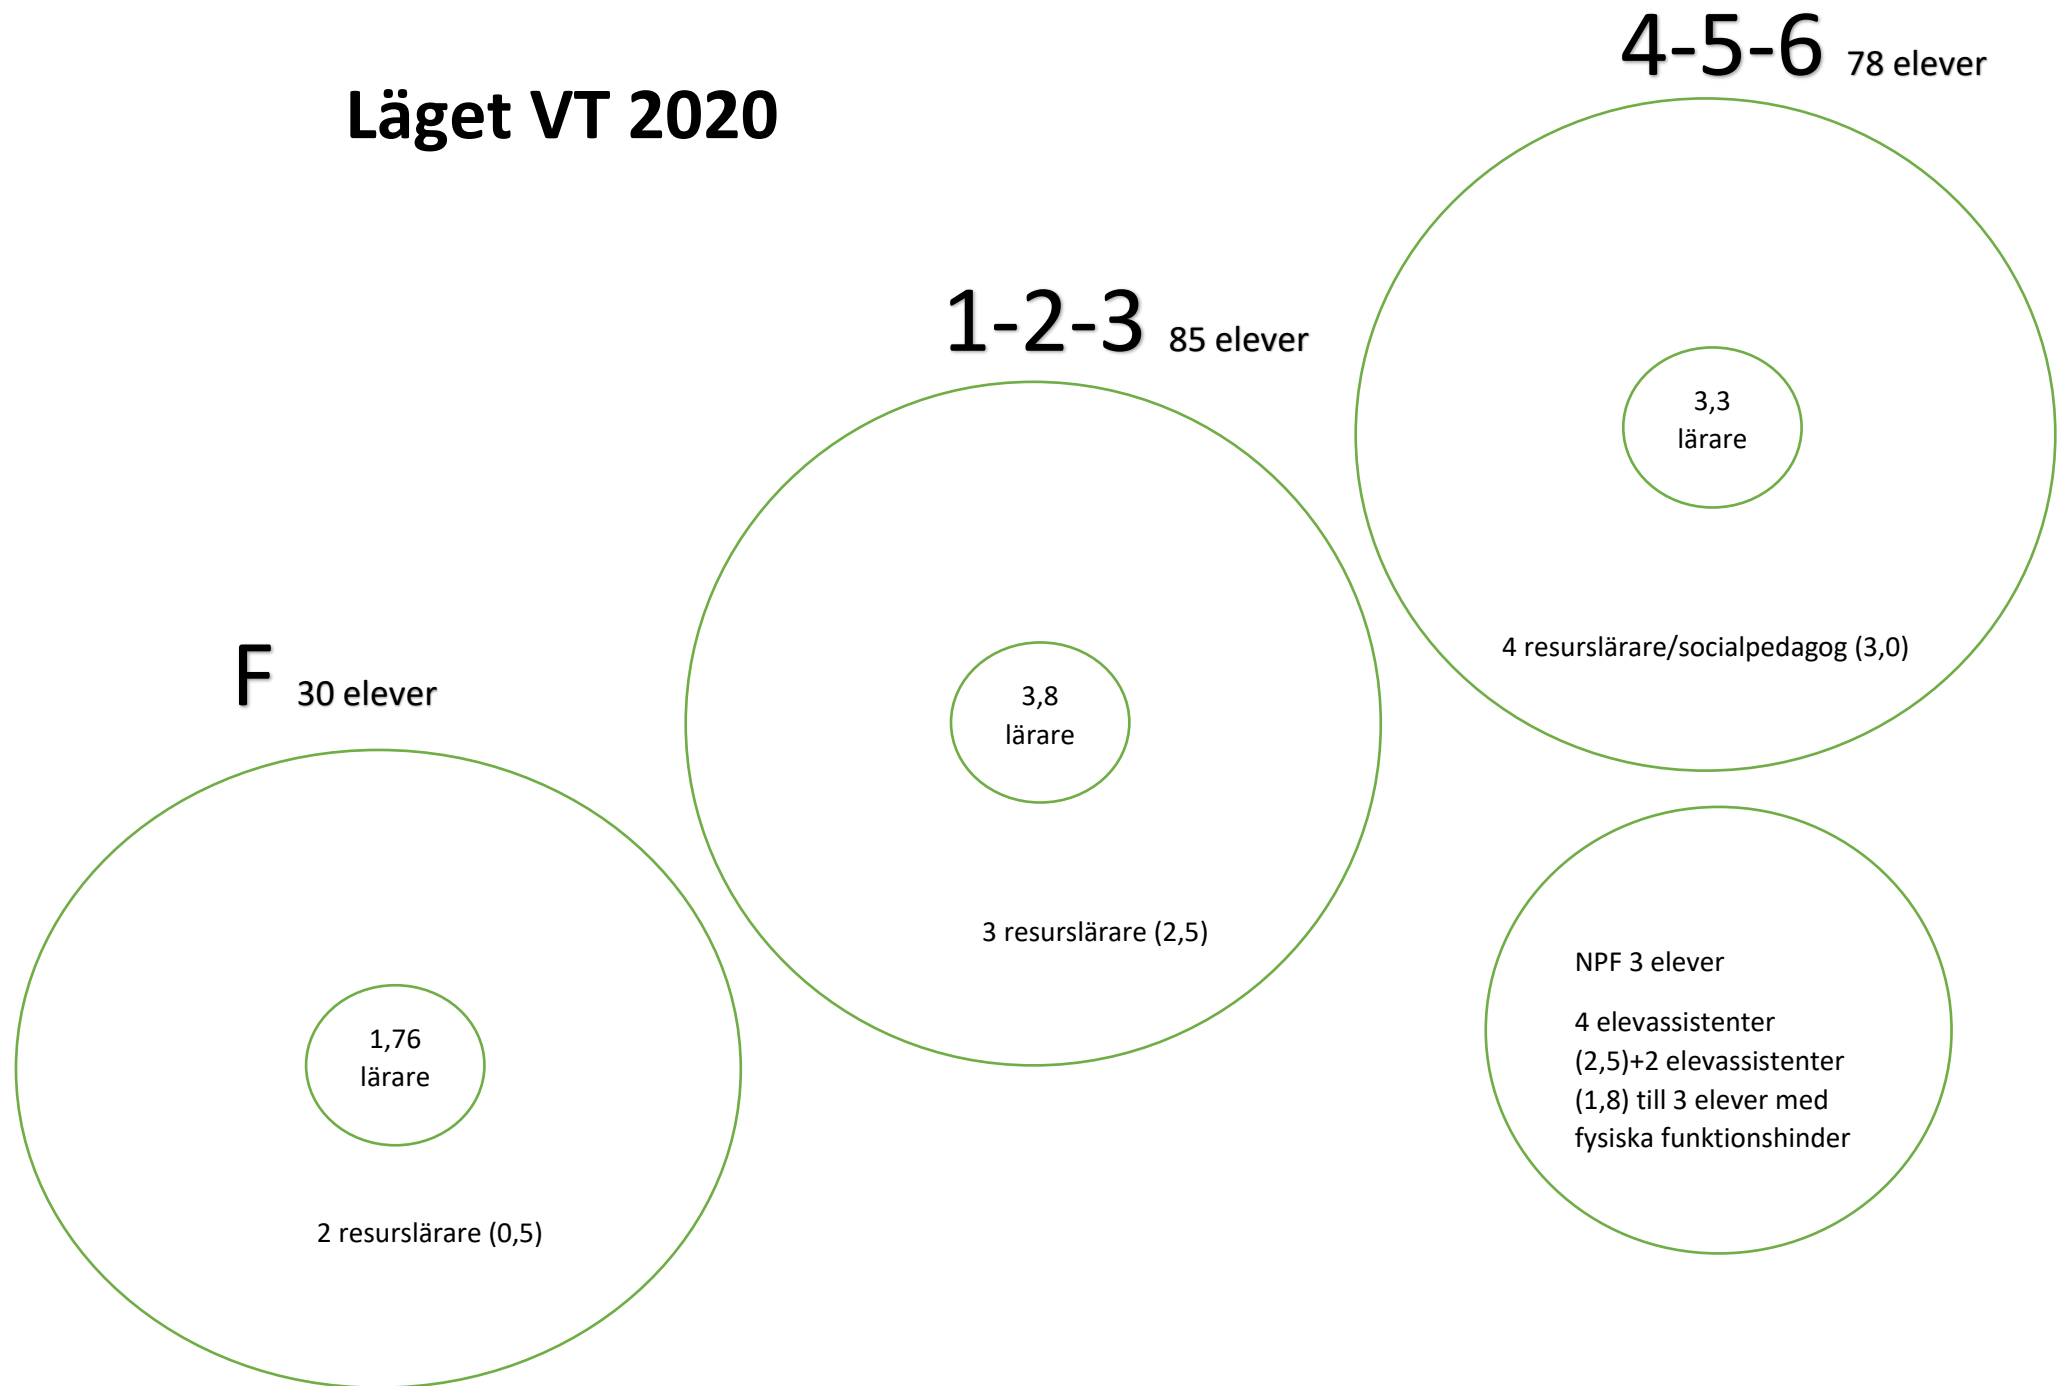 Läget VT 2020
4-5-6 78 elever
3,3
lärare
4 resurslärare/socialpedagog (3,0)
1-2-3 85 elever
3,8
lärare
3 resurslärare (2,5)
F 30 elever
1,76
lärare
2 resurslärare (0,5)
NPF 3 elever
4 elevassistenter
(2,5)+2 elevassistenter
(1,8) till 3 elever med
fysiska funktionshinder